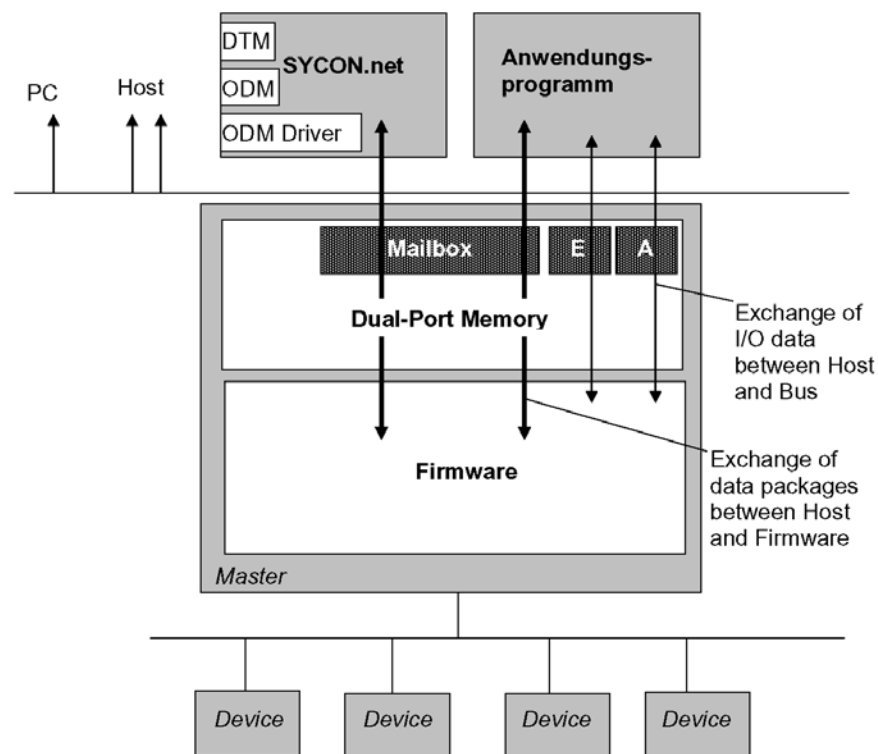 DTM
SYCON.net
ODM
ODM Driver
Anwendungs-
programm
PC
Host
Mailbox
E
A
Dual-Port Memory
Exchange of
I/O data
between Host
and Bus
Firmware
Exchange of
data packages
between Host
and Firmware
Master
Device
Device
Device
Device